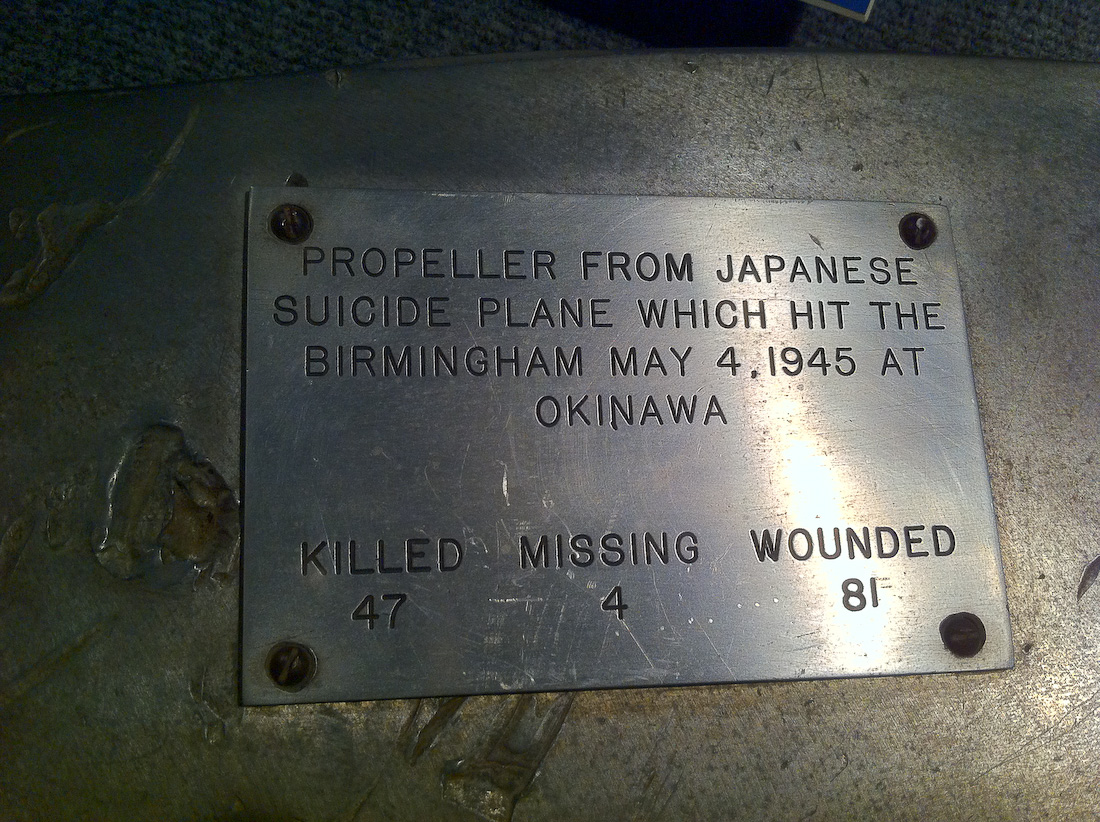 PROPELLER FROM JAPANESE
SUICIDE PLANE WHICH HIT THE
BIRMINGHAM MAY 4, 1945 AT
OKINAWA
KILLED MISSING WOUNDED
47 4 81